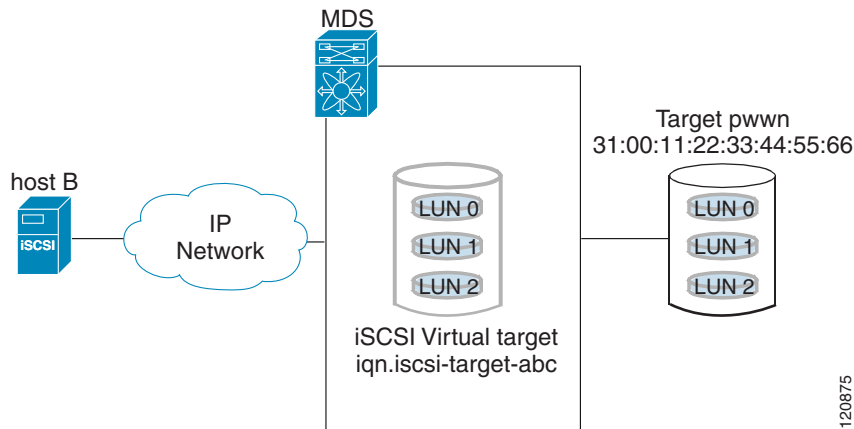 MDS
Target pwwn
31:00:11:22:33:44:55:66
host B
iSCSI
IP
Network
LUN 0
LUN 1
LUN 2
iSCSI Virtual target
iqn.iscsi-target-abc
LUN 0
LUN 1
LUN 2
120875